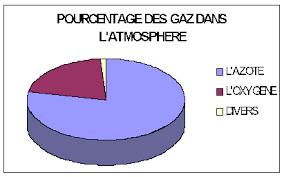 POURCENTAGE DES GAZ DANS
L'ATMOSPHERE
L'AZOTE
L'OXYGENE
DIVERS